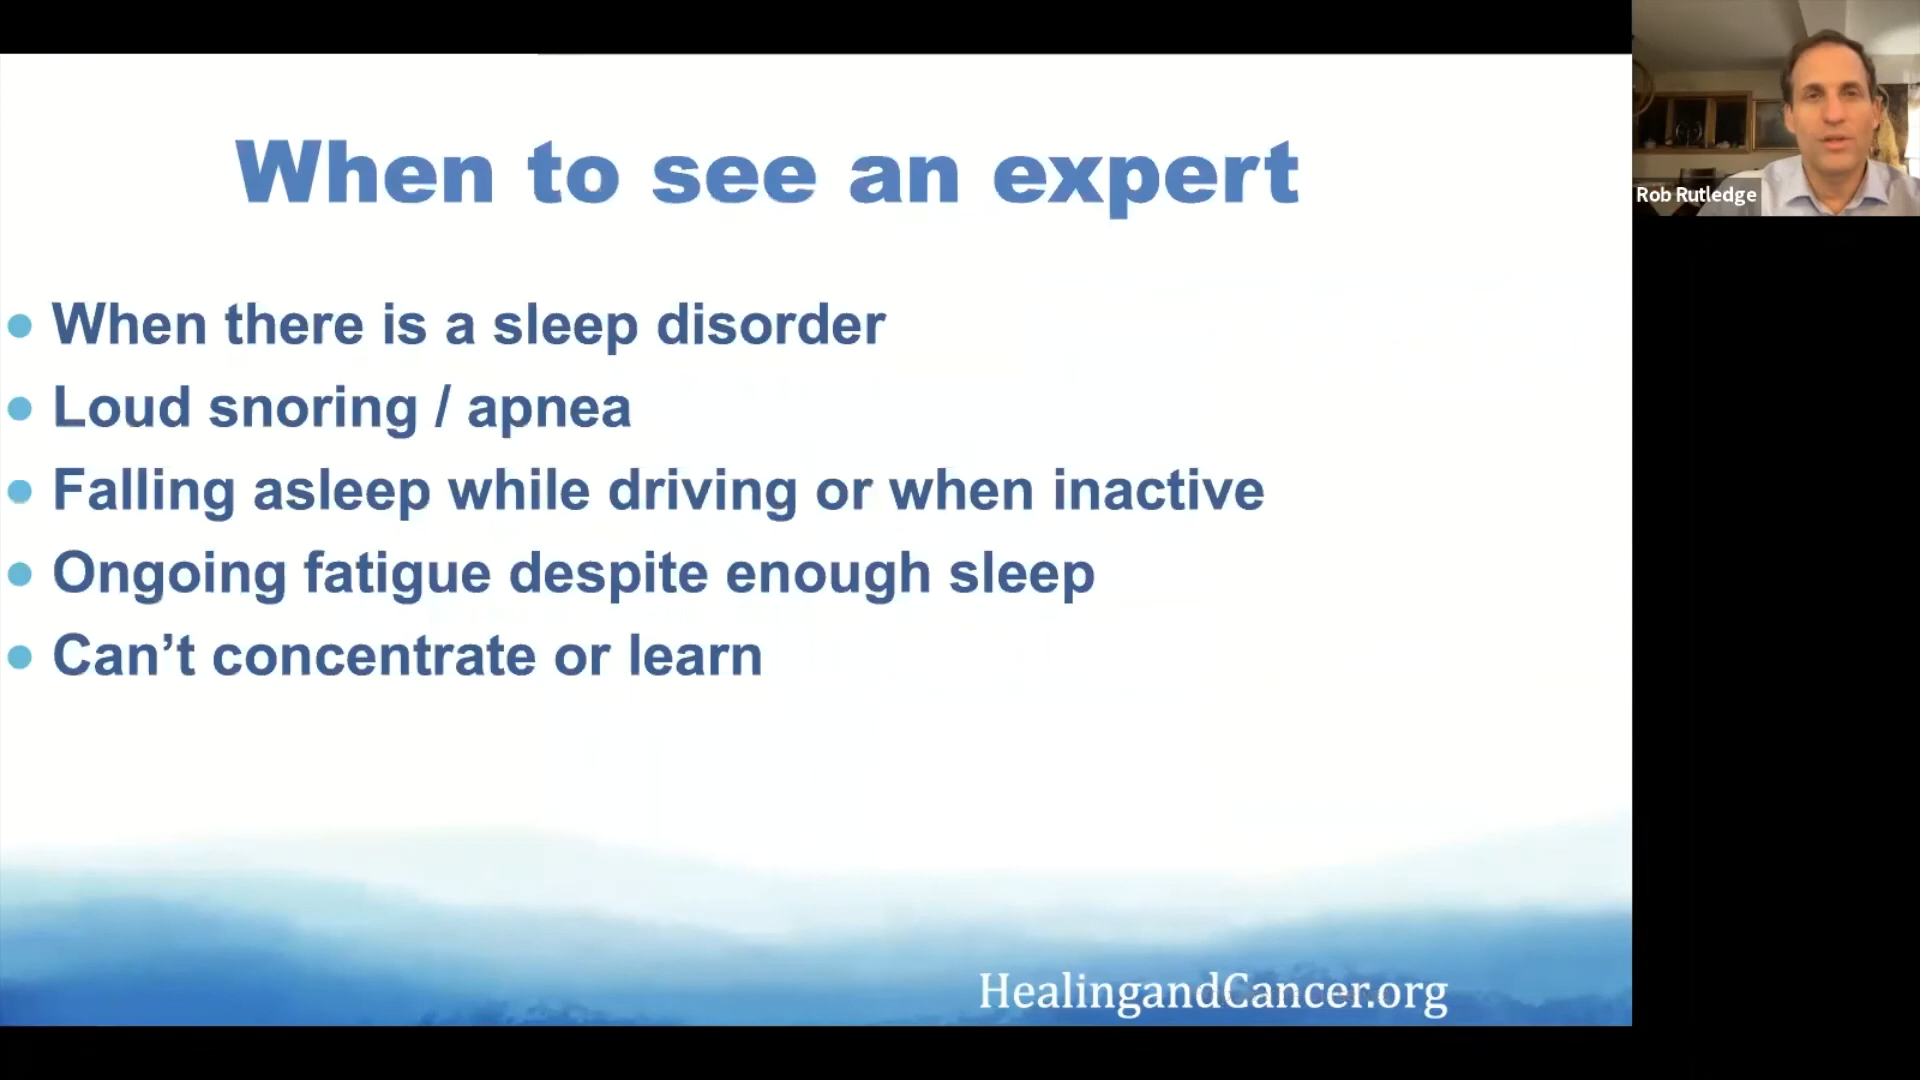 When to see an expert
• When there is a sleep disorder
• Loud snoring / apnea
• Falling asleep while driving or when inactive
• Ongoing fatigue despite enough sleep
• Can’t concentrate or learn
HealingandCancer.org
Rob Rutledge